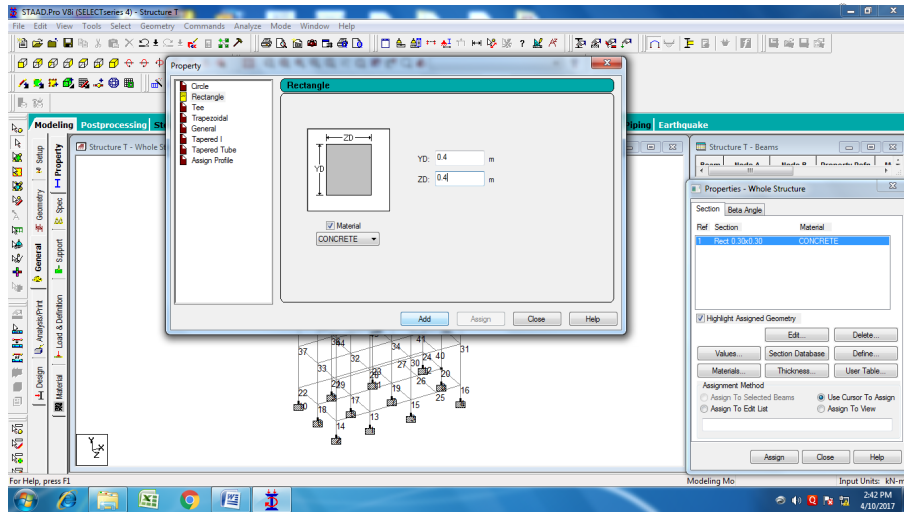 STAAD.Pro V8i (SELECTseries 4) - Structure T
File Edit View Tools Select Geometry Commands Analyze Mode Window Help
Modeling Postprocessing
Piping Earthquake
Structure T - Whole St
Structure T - Beams
Beam Node A Node B Property Refn
Setup
Property
Geometry
Spec
General
Support
Analysis/Print
Load & Definition
Design
Material
Property
Circle
Rectangle
Tee
Trapezoidal
General
Tapered I
Tapered Tube
Assign Profile
Rectangle
ZD
YD
YD: 0.4 m
ZD: 0.4 m
Material
CONCRETE
Add Assign Close Help
Properties - Whole Structure
Section Beta Angle
Ref Section Material
1 Rect 0.30x0.30 CONCRETE
Highlight Assigned Geometry
Edit... Delete...
Values... Section Database Define...
Materials... Thickness... User Table...
Assignment Method
Assign To Selected Beams Use Cursor To Assign
Assign To Edit List Assign To View
Assign Close Help
41
37 34 31
32 24 40
33 27 30
20
22 19 26 16
17 25
18 15
13
14
Y
X
Z
For Help, press F1
Modeling Mo Input Units: kN-m
2:42 PM
4/10/2017